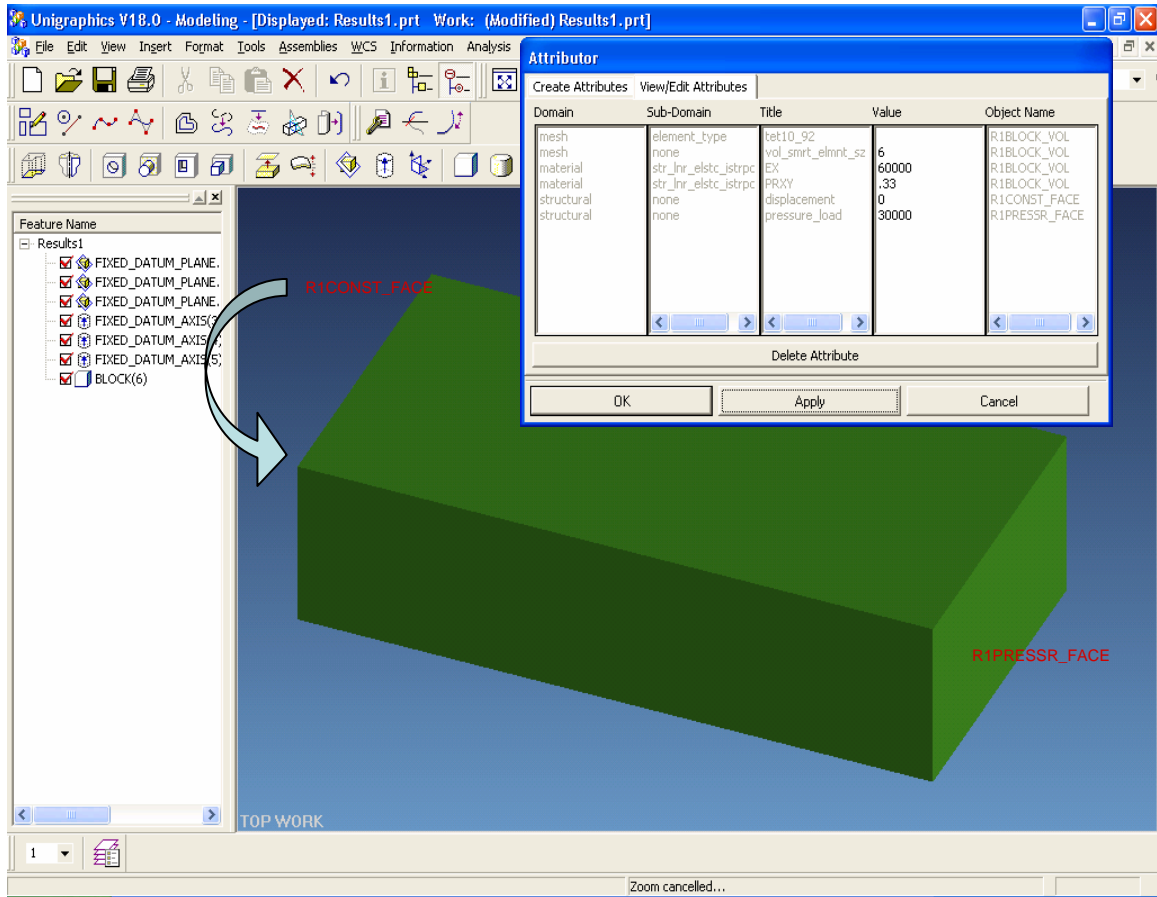 Unigraphics V18.0 - Modeling - [Displayed: Results1.prt Work: (Modified) Results1.prt]
File Edit View Insert Format Tools Assemblies WCS Information Analysis
Attributor
Create Attributes View/Edit Attributes
Domain Sub-Domain Title Value Object Name
mesh element_type tet10_92 R1BLOCK_VOL
mesh none vol_smrt_elmnt_sz 6 R1BLOCK_VOL
material str_lnr_elstc_istrpc EX 60000 R1BLOCK_VOL
material str_lnr_elstc_istrpc PRXY .33 R1BLOCK_VOL
structural none displacement 0 R1CONST_FACE
structural none pressure_load 30000 R1PRESSR_FACE
Delete Attribute
OK Apply Cancel
Feature Name
Results1
FIXED_DATUM_PLANE.
FIXED_DATUM_PLANE.
FIXED_DATUM_PLANE.
FIXED_DATUM_AXIS(3
FIXED_DATUM_AXIS(4)
FIXED_DATUM_AXIS(5)
BLOCK(6)
R1CONST_FACE
R1PRESSR_FACE
TOP WORK
1
Zoom cancelled...